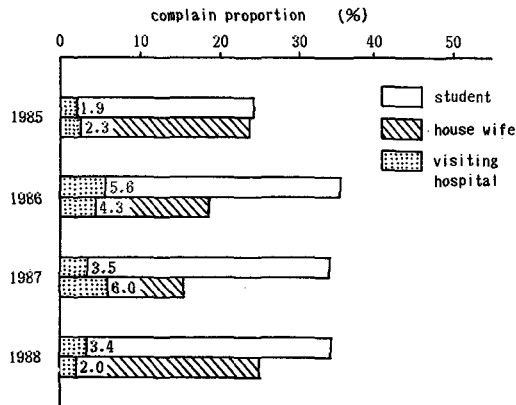 complain proportion (%)
0 10 20 30 40 50
1985
1.9
2.3
student
house wife
visiting
hospital
1986
5.6
4.3
1987
3.5
6.0
1988
3.4
2.0